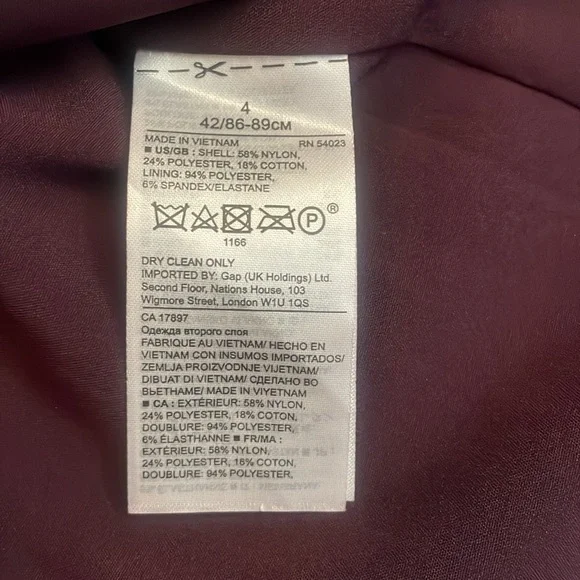 4
42/86-89CM
MADE IN VIETNAM RN 54023
■ US/GB : SHELL: 58% NYLON,
24% POLYESTER, 18% COTTON,
LINING: 94% POLYESTER,
6% SPANDEX/ELASTANE
P®
1166
DRY CLEAN ONLY
IMPORTED BY: Gap (UK Holdings) Ltd.
Second Floor, Nations House, 103
Wigmore Street, London W1U 1QS
CA 17897
Одежда второго слоя
FABRIQUE AU VIETNAM/ HECHO EN
VIETNAM CON INSUMOS IMPORTADOS/
ZEMLJA PROIZVODNJE VIJETNAM/
DIBUAT DI VIETNAM/ СДЕЛАНО ВО
ВЬЕТНАМЕ/ MADE IN VIYETNAM
■ CA : EXTÉRIEUR: 58% NYLON,
24% POLYESTER, 18% COTON,
DOUBLURE: 94% POLYESTER,
6% ÉLASTHANNE ■ FR/MA :
EXTÉRIEUR: 58% NYLON,
24% POLYESTER, 18% COTON,
DOUBLURE: 94% POLYESTER,